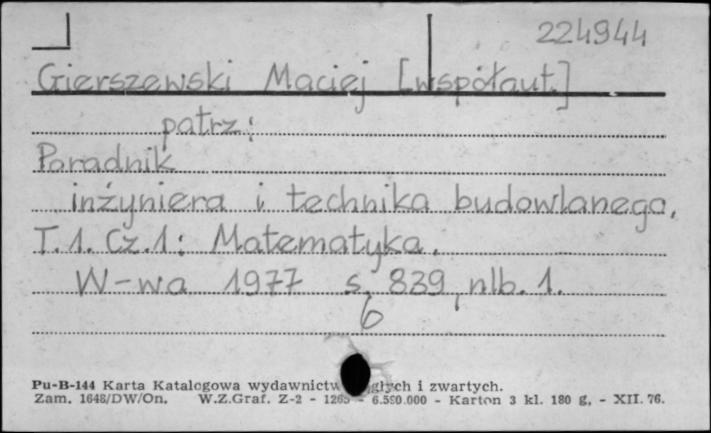 224944
Gierszewski Maciej [współaut.]
patrz:
Poradnik
inżyniera i technika budowlanego.
T. 1. Cz. 1: Matematyka.
W-wa 1977 s. 839, nlb. 1.
6
Pu-B-144 Karta Katalogowa wydawnictw i zwartych.
Zam. 1648/DW/On. W.Z.Graf. Z-2 - 6.590.000 - Karton 3 kl. 180 g, - XII. 76.